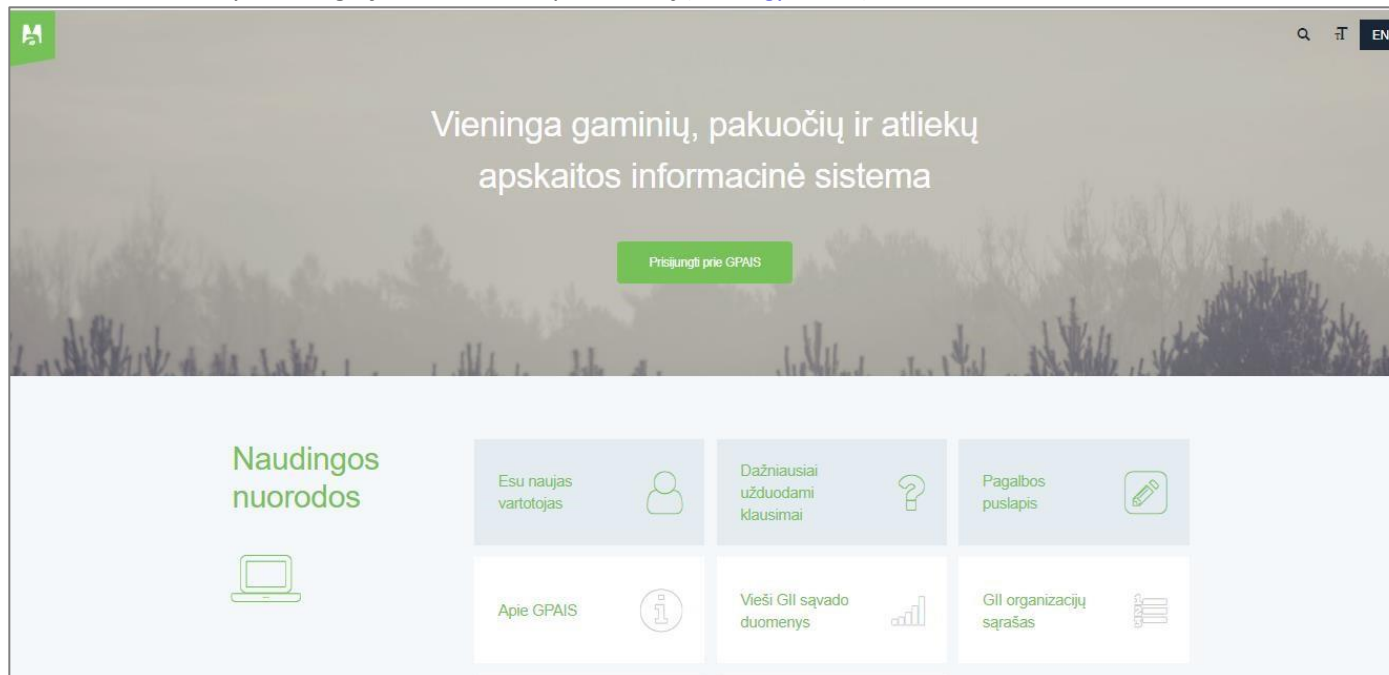 EN
Vieninga gaminių, pakuočių ir atliekų
apskaitos informacinė sistema
Prisijungti prie GPAIS
Naudingos
nuorodos
Esu naujas
vartotojas
Dažniausiai
užduodami
klausimai
Pagalbos
puslapis
Apie GPAIS
Vieši GII sąvado
duomenys
GII organizacijų
sąrašas